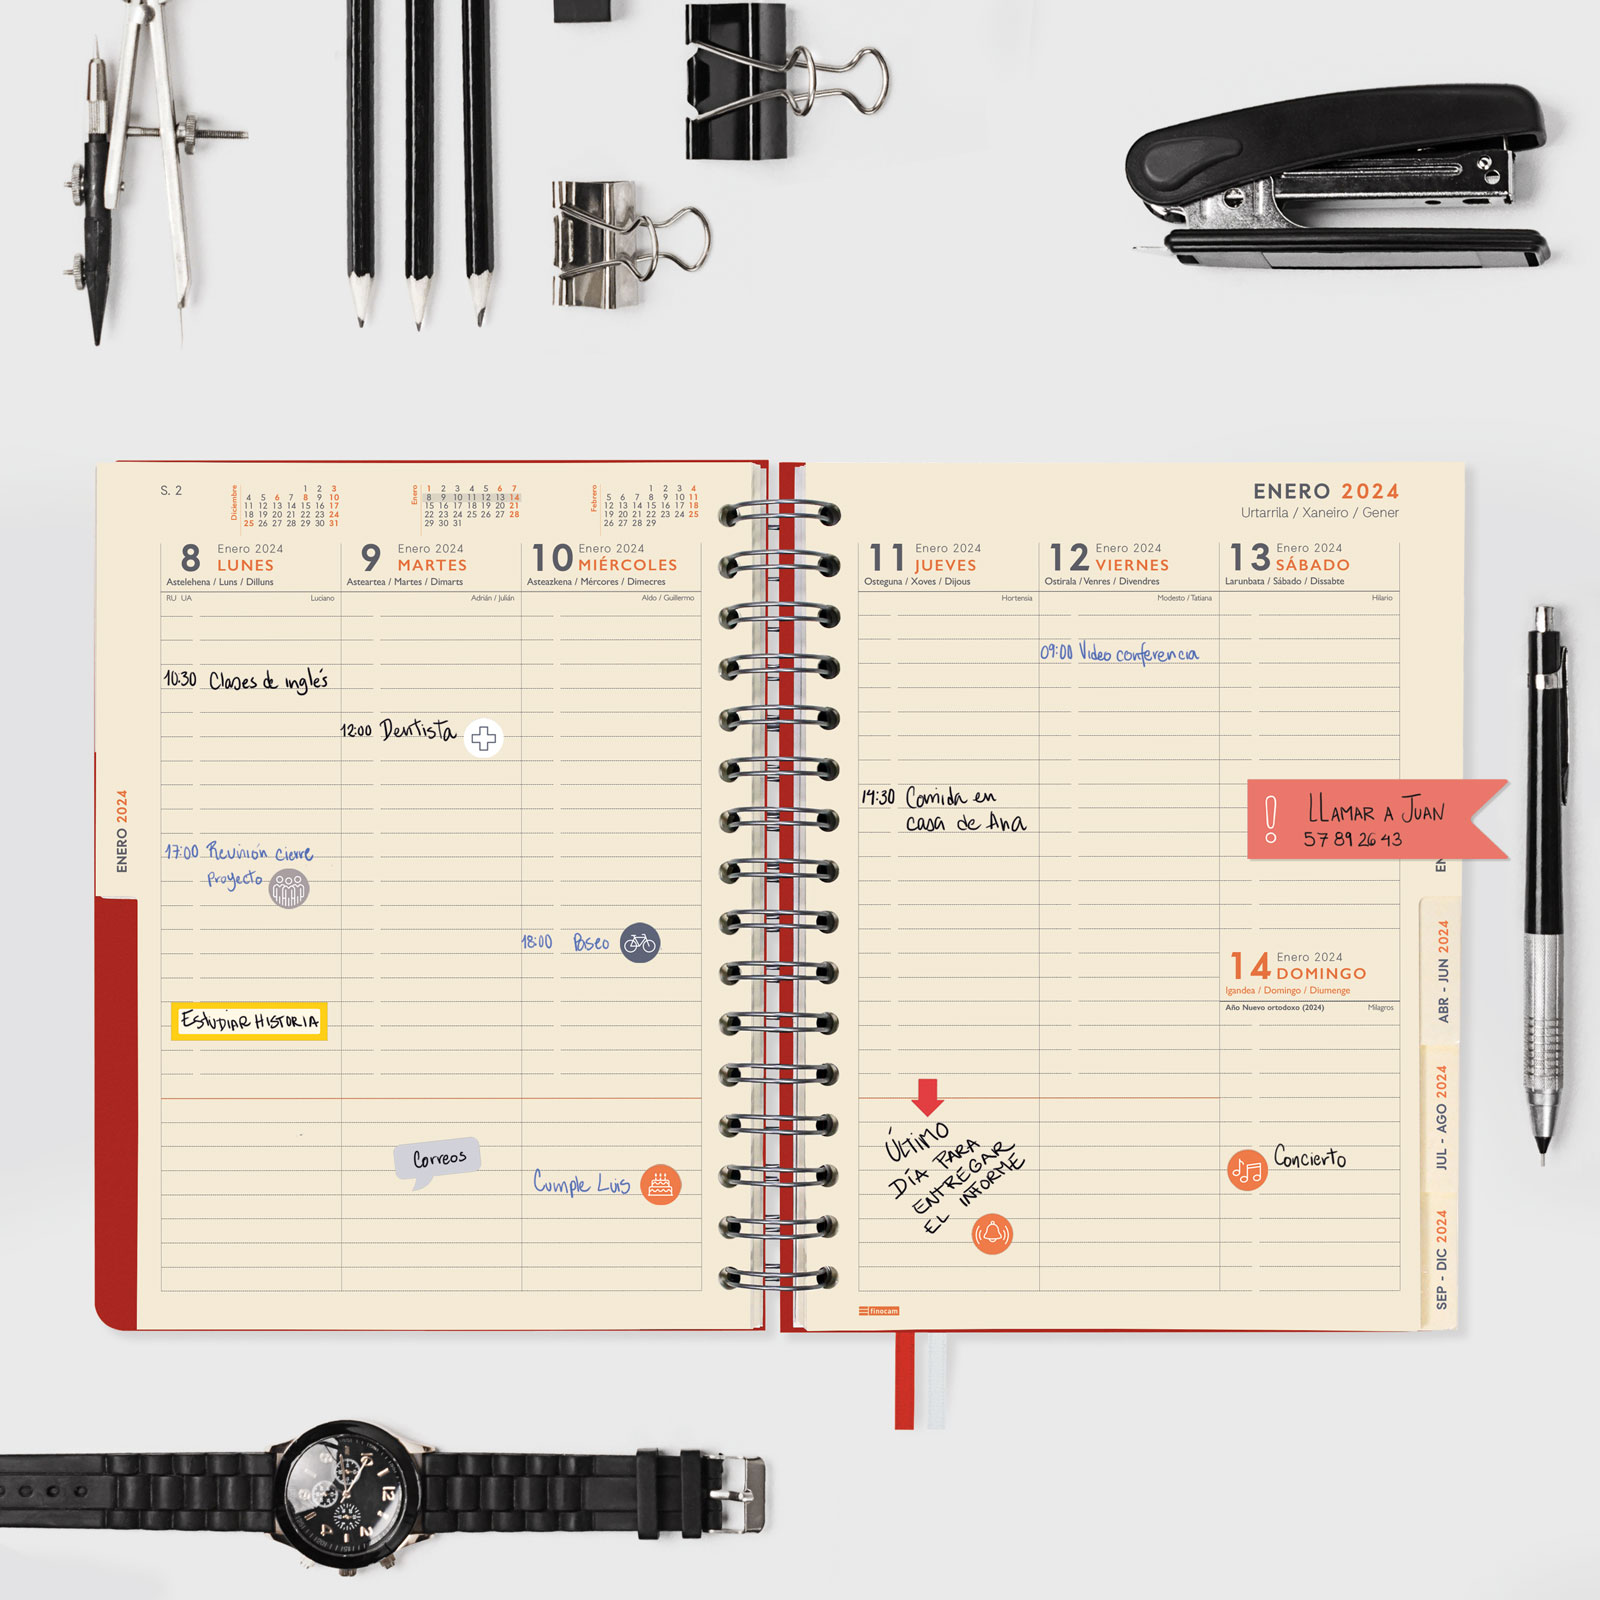 S. 2
Diciembre
1 2 3
4 5 6 7 8 9 10
11 12 13 14 15 16 17
18 19 20 21 22 23 24
25 26 27 28 29 30 31
Enero
1 2 3 4 5 6 7
8 9 10 11 12 13 14
15 16 17 18 19 20 21
22 23 24 25 26 27 28
29 30 31
Febrero
1 2 3 4
5 6 7 8 9 10 11
12 13 14 15 16 17 18
19 20 21 22 23 24 25
26 27 28 29
8 Enero 2024
LUNES
Astelehena / Luns / Dilluns
RU UA Luciano
10:30 Clases de inglés
17:00 Reunión cierre
Proyecto
ESTUDIAR HISTORIA
9 Enero 2024
MARTES
Asteartea / Martes / Dimarts
Adrián / Julián
12:00 Dentista
Correos
10 Enero 2024
MIÉRCOLES
Asteazkena / Mércores / Dimecres
Aldo / Guillermo
18:00 Paseo
Cumple Luis
ENERO 2024
ENERO 2024
Urtarrila / Xaneiro / Gener
11 Enero 2024
JUEVES
Osteguna / Xoves / Dijous
Hortensia
14:30 Comida en
casa de Ana
ÚLTIMO
DÍA PARA
ENTREGAR
EL INFORME
12 Enero 2024
VIERNES
Ostirala / Venres / Divendres
Modesto / Tatiana
09:00 Video conferencia
13 Enero 2024
SÁBADO
Larunbata / Sábado / Dissabte
Hilario
! LLAMAR A JUAN
57 89 26 43
14 Enero 2024
DOMINGO
Igandea / Domingo / Diumenge
Año Nuevo ortodoxo (2024) Milagros
Concierto
EN
ABR - JUN 2024
JUL - AGO 2024
SEP - DIC 2024
finocam